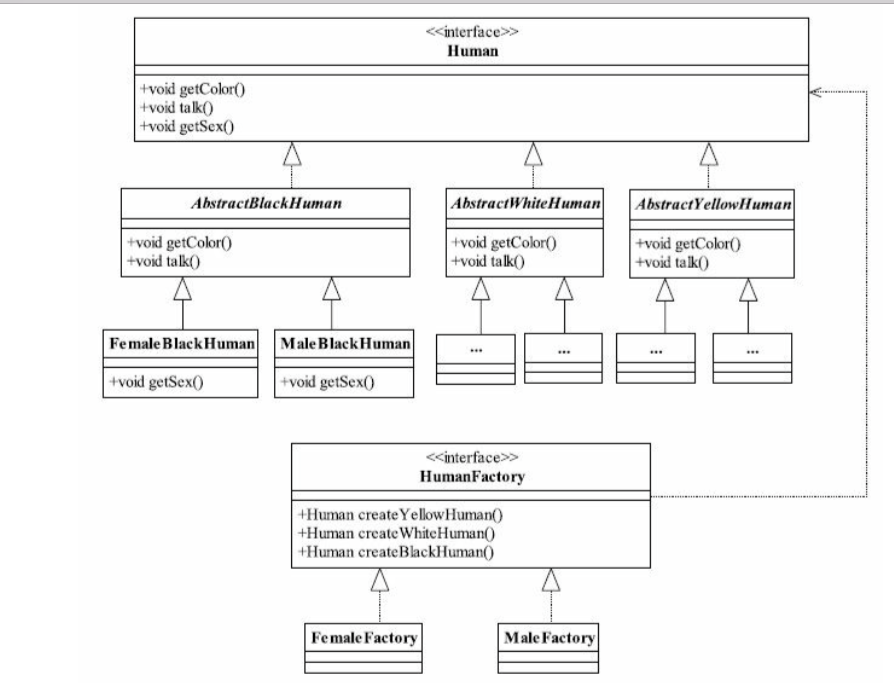 <<interface>>
Human
+void getColor()
+void talk()
+void getSex()
AbstractBlackHuman
+void getColor()
+void talk()
AbstractWhiteHuman
+void getColor()
+void talk()
AbstractYellowHuman
+void getColor()
+void talk()
FemaleBlackHuman
+void getSex()
MaleBlackHuman
+void getSex()
...
...
...
...
<<interface>>
HumanFactory
+Human createYellowHuman()
+Human createWhiteHuman()
+Human createBlackHuman()
FemaleFactory
MaleFactory